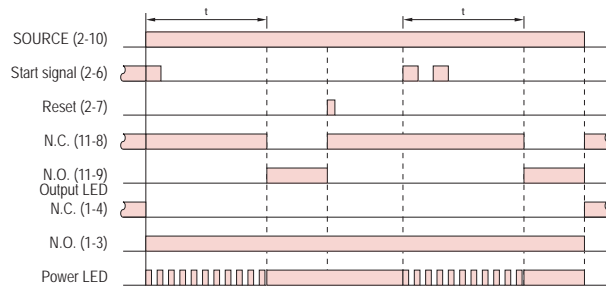 t t
SOURCE (2-10)
Start signal (2-6)
Reset (2-7)
N.C. (11-8)
N.O. (11-9)
Output LED
N.C. (1-4)
N.O. (1-3)
Power LED